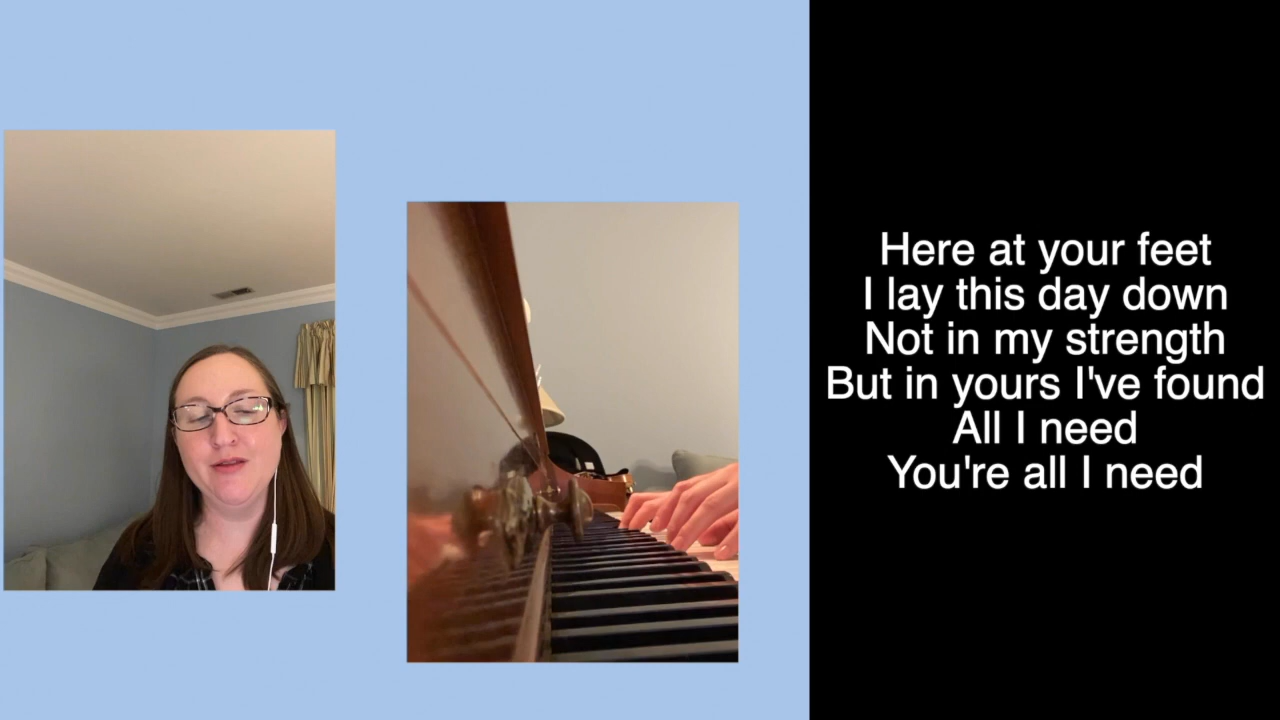 Here at your feet
I lay this day down
Not in my strength
But in yours I've found
All I need
You're all I need